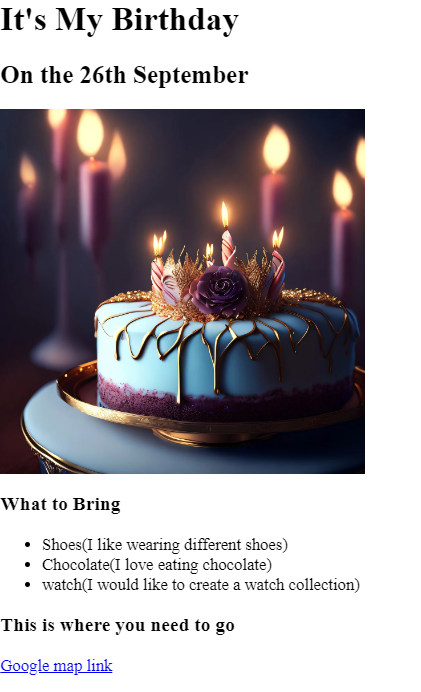 It's My Birthday
On the 26th September
What to Bring
Shoes(I like wearing different shoes)
Chocolate(I love eating chocolate)
watch(I would like to create a watch collection)
This is where you need to go
Google map link